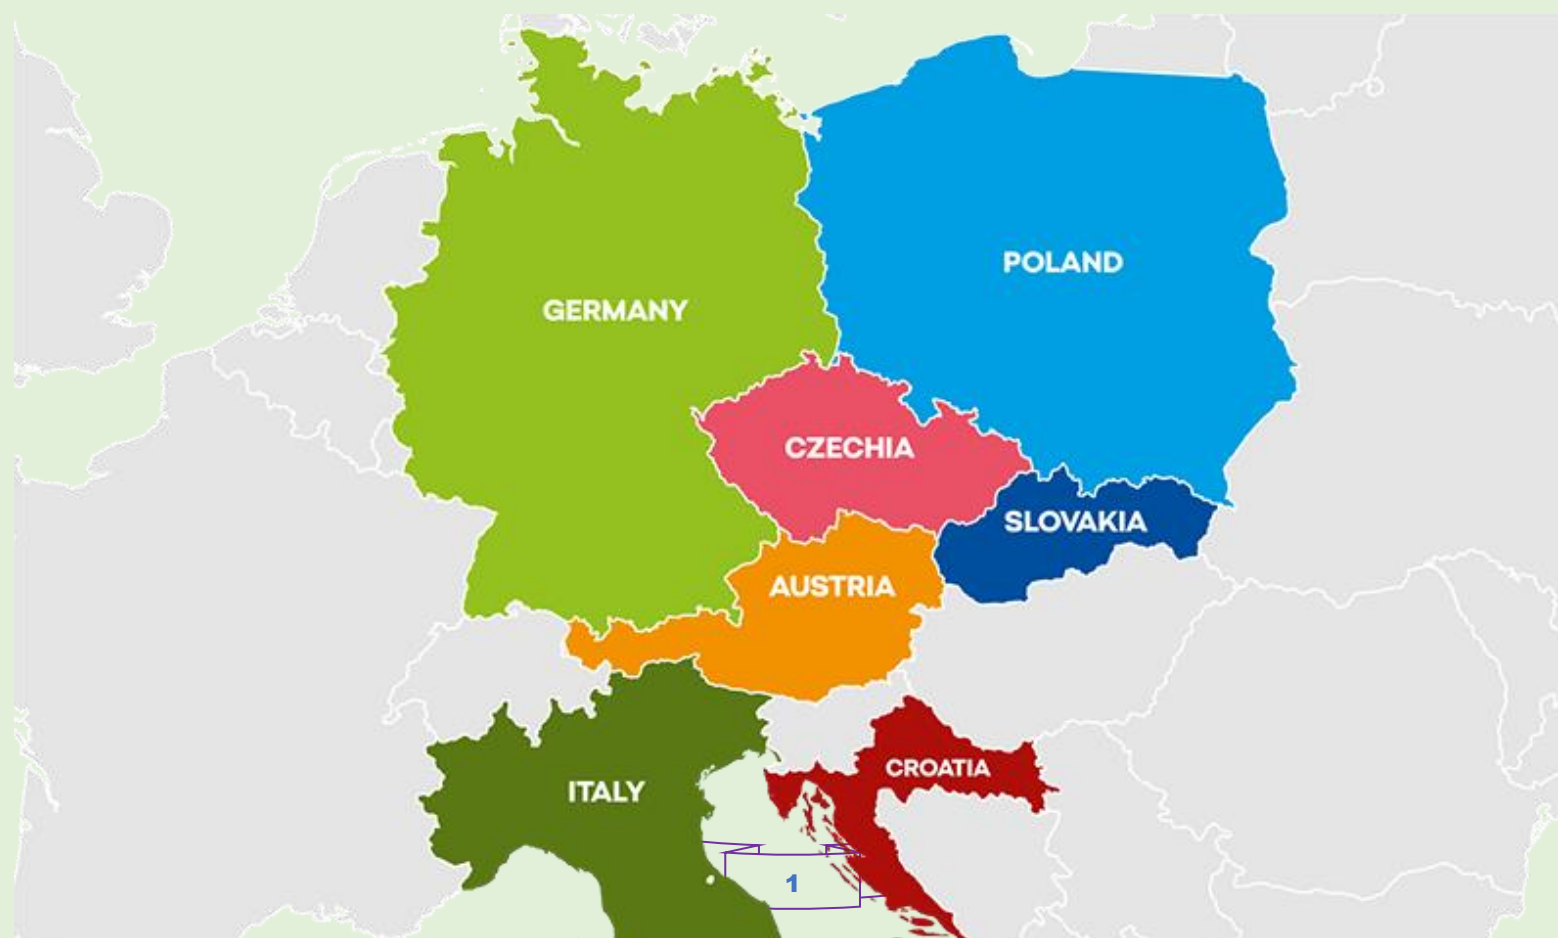 POLAND
GERMANY
CZECHIA
SLOVAKIA
AUSTRIA
CROATIA
ITALY
1